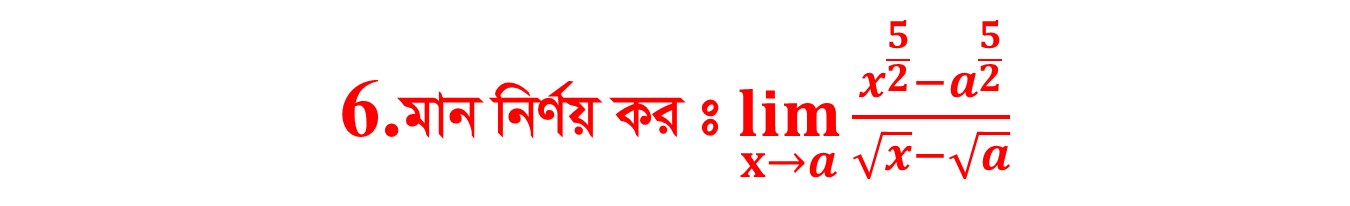 6.মান নির্ণয় কর ঃ lim x→a (x^(5/2) − a^(5/2)) / (√x − √a)